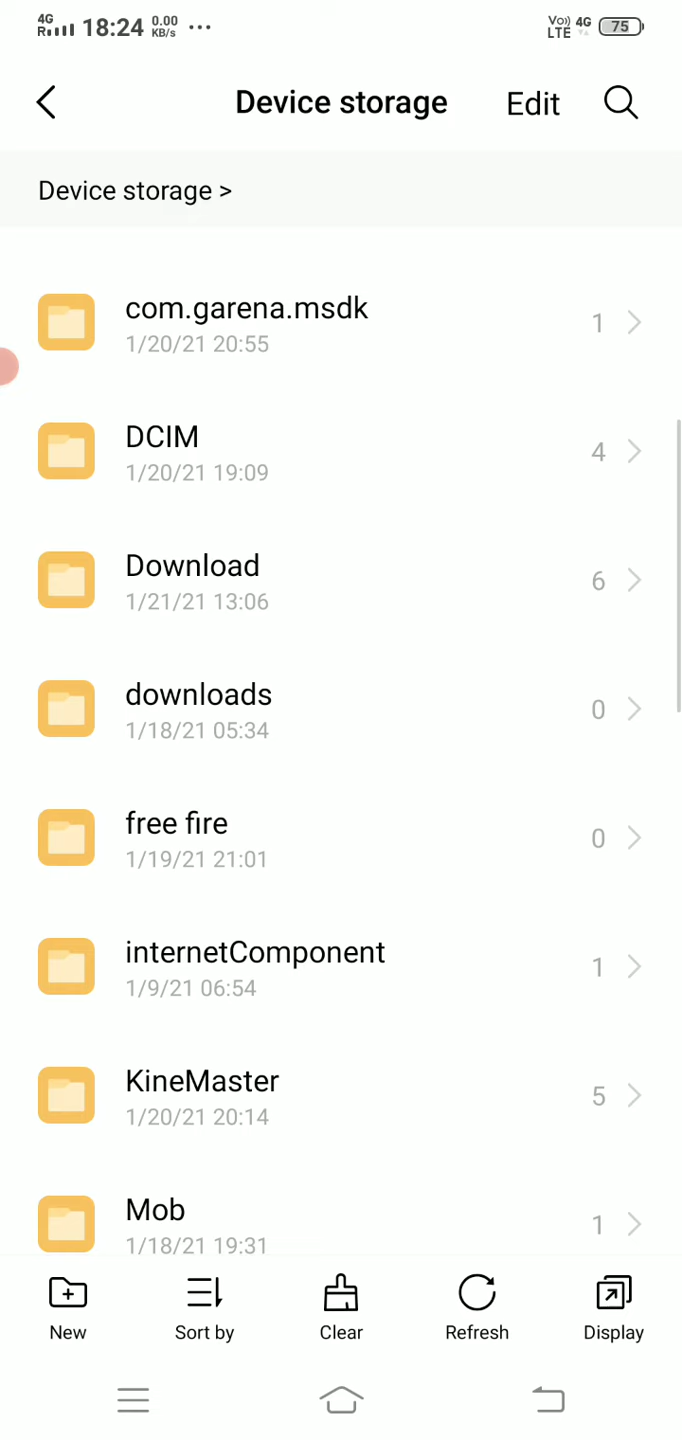 4G
R
18:24
0.00
KB/s
...
Vo))
LTE
4G
75
Device storage
Edit
Device storage >
com.garena.msdk
1
1/20/21 20:55
DCIM
4
1/20/21 19:09
Download
6
1/21/21 13:06
downloads
0
1/18/21 05:34
free fire
0
1/19/21 21:01
internetComponent
1
1/9/21 06:54
KineMaster
5
1/20/21 20:14
Mob
1
1/18/21 19:31
New
Sort by
Clear
Refresh
Display